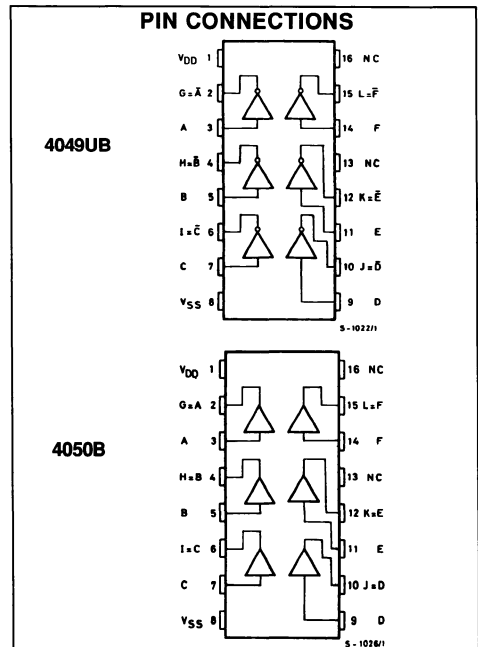 PIN CONNECTIONS
4049UB
VDD 1
G=Ā 2
A 3
H=B̄ 4
B 5
I=C̄ 6
C 7
VSS 8
16 NC
15 L=F̄
14 F
13 NC
12 K=Ē
11 E
10 J=D̄
9 D
S-1022/1
4050B
VDD 1
G=A 2
A 3
H=B 4
B 5
I=C 6
C 7
VSS 8
16 NC
15 L=F
14 F
13 NC
12 K=E
11 E
10 J=D
9 D
S-1026/1